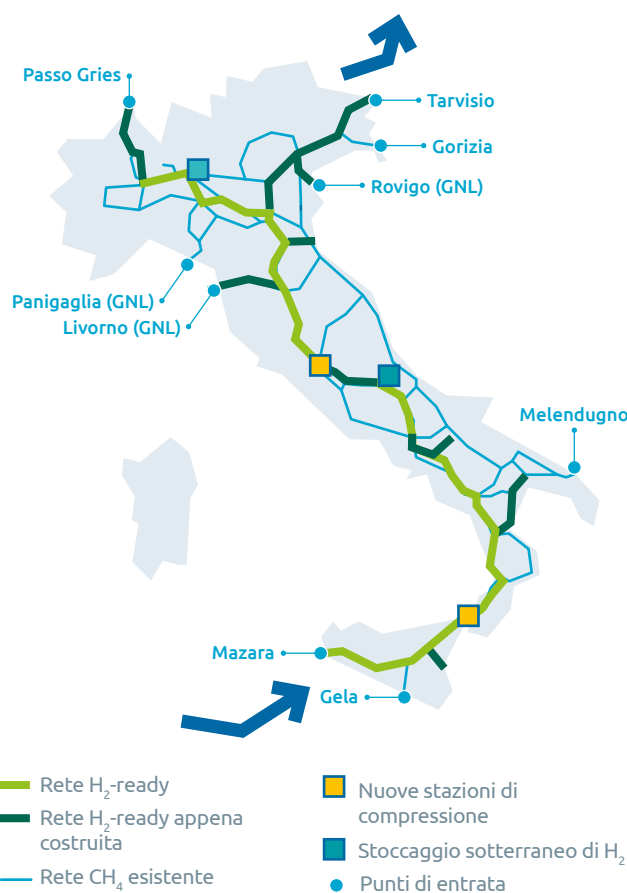 Passo Gries
Tarvisio
Gorizia
Rovigo (GNL)
Panigaglia (GNL)
Livorno (GNL)
Melendugno
Mazara
Gela
Rete H₂-ready
Rete H₂-ready appena
costruita
Rete CH₄ esistente
Nuove stazioni di
compressione
Stoccaggio sotterraneo di H₂
Punti di entrata